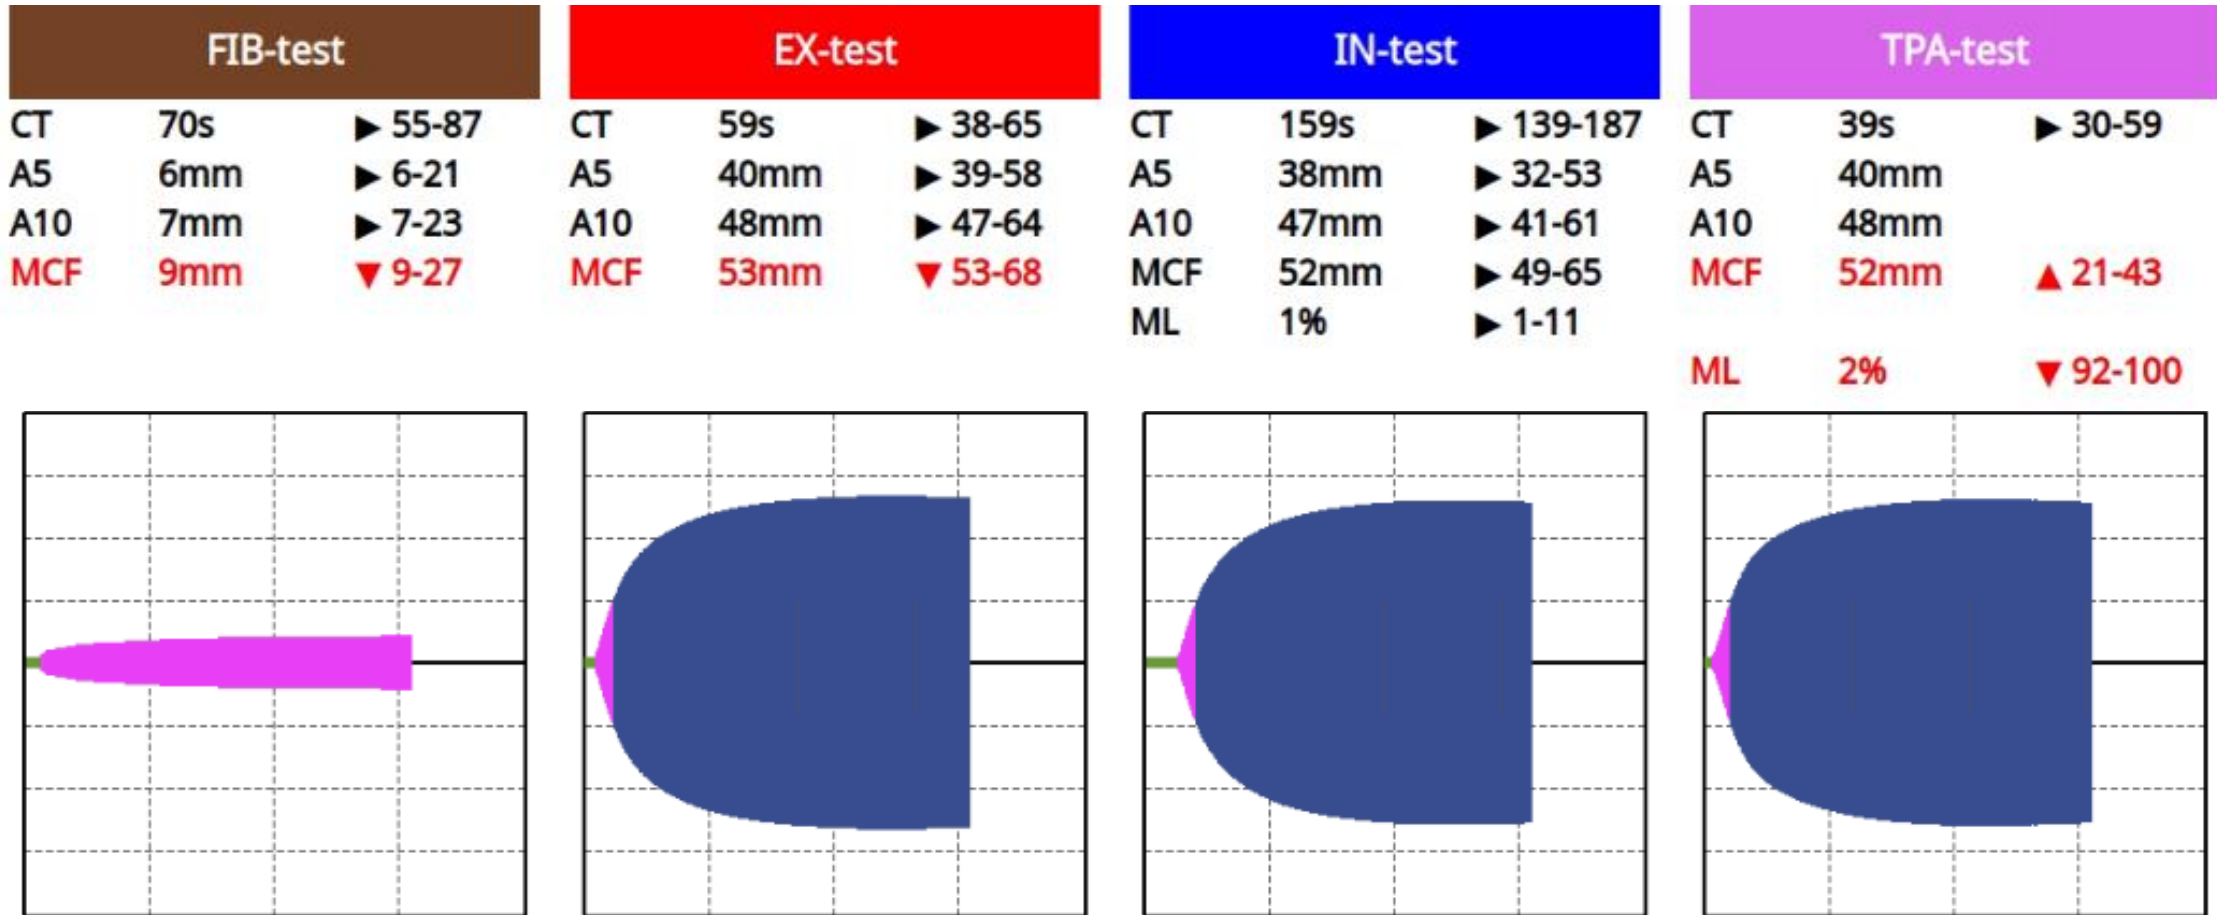 FIB-test
CT 70s ▶ 55-87
A5 6mm ▶ 6-21
A10 7mm ▶ 7-23
MCF 9mm ▼ 9-27
EX-test
CT 59s ▶ 38-65
A5 40mm ▶ 39-58
A10 48mm ▶ 47-64
MCF 53mm ▼ 53-68
IN-test
CT 159s ▶ 139-187
A5 38mm ▶ 32-53
A10 47mm ▶ 41-61
MCF 52mm ▶ 49-65
ML 1% ▶ 1-11
TPA-test
CT 39s ▶ 30-59
A5 40mm
A10 48mm
MCF 52mm ▲ 21-43
ML 2% ▼ 92-100